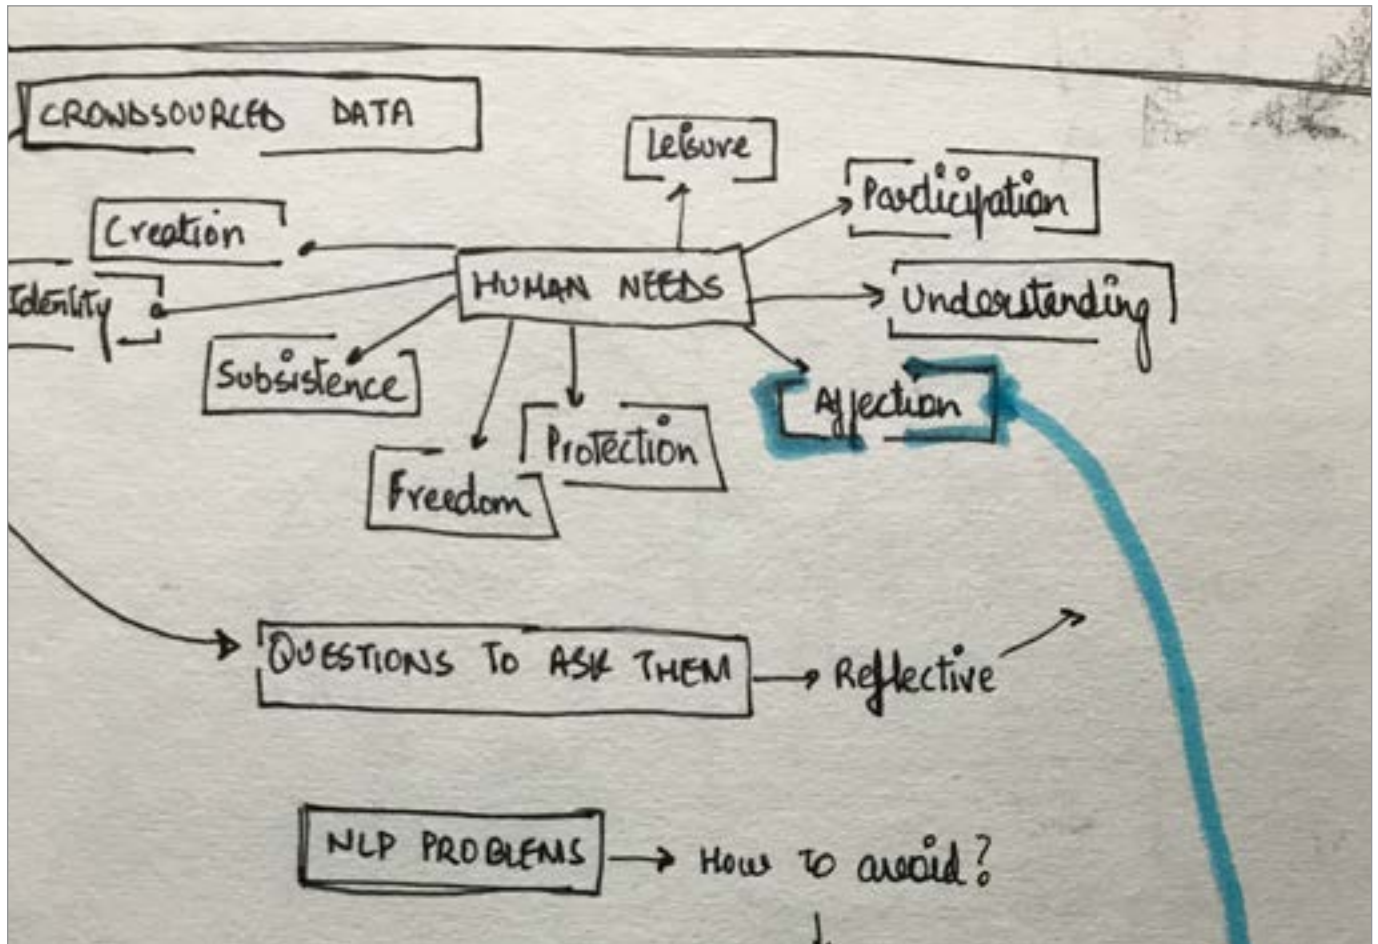 CROWDSOURCED DATA
Leisure
Participation
Creation
HUMAN NEEDS
Understanding
Identity
Subsistence
Affection
Protection
Freedom
QUESTIONS TO ASK THEM
Reflective
NLP PROBLEMS
How to avoid?